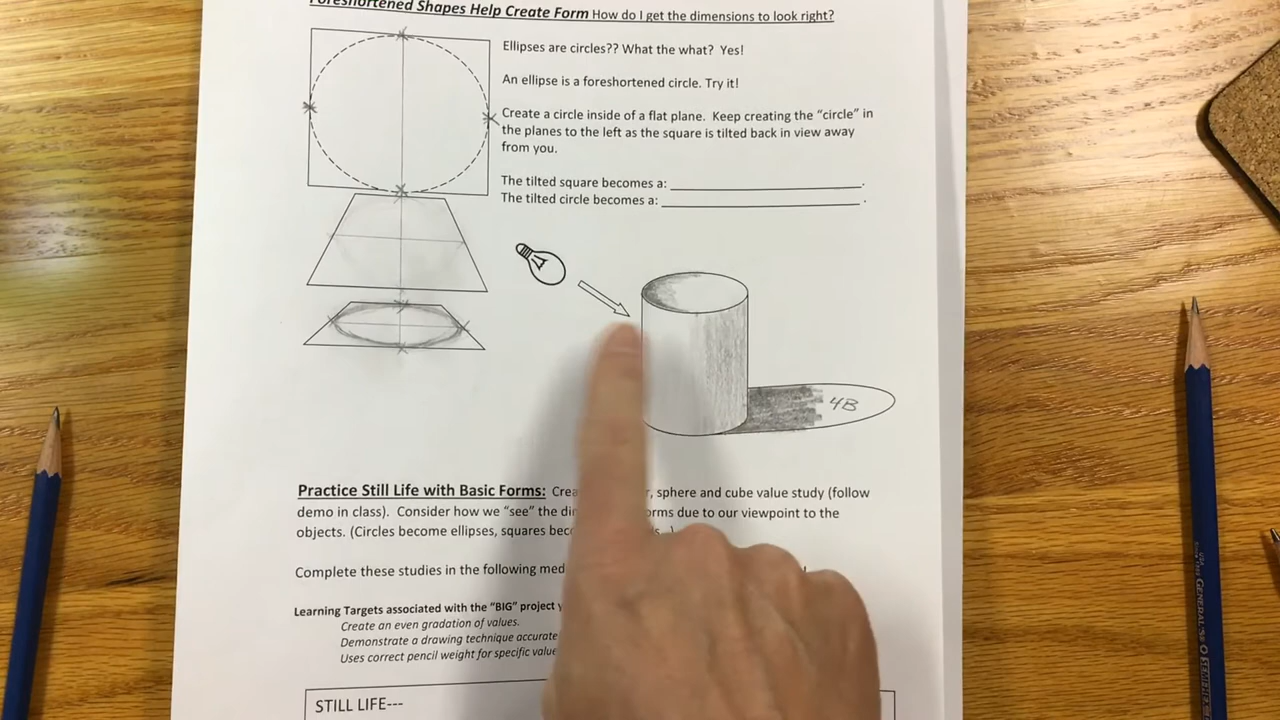 Foreshortened Shapes Help Create Form How do I get the dimensions to look right?
Ellipses are circles?? What the what? Yes!
An ellipse is a foreshortened circle. Try it!
Create a circle inside of a flat plane. Keep creating the “circle” in
the planes to the left as the square is tilted back in view away
from you.
The tilted square becomes a: ______________________.
The tilted circle becomes a: ______________________.
4B
Practice Still Life with Basic Forms: Crea , sphere and cube value study (follow
demo in class). Consider how we “see” the di orms due to our viewpoint to the
objects. (Circles become ellipses, squares bec
Complete these studies in the following med
Learning Targets associated with the “BIG” project y
Create an even gradation of values.
Demonstrate a drawing technique accurate
Uses correct pencil weight for specific value
STILL LIFE---
GENERAL'S